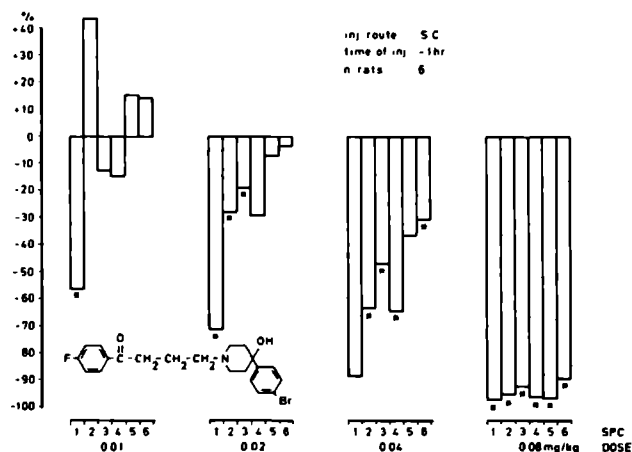 %
+40
+30
+20
+10
0
-10
-20
-30
-40
-50
-60
-70
-80
-90
-100
inj route SC
time of inj -1hr
n rats 6
F
O
C-CH2-CH2-CH2-N
OH
Br
1 2 3 4 5 6 1 2 3 4 5 6 1 2 3 4 5 6 1 2 3 4 5 6 SPC
0.01 0.02 0.04 0.08 mg/kg DOSE